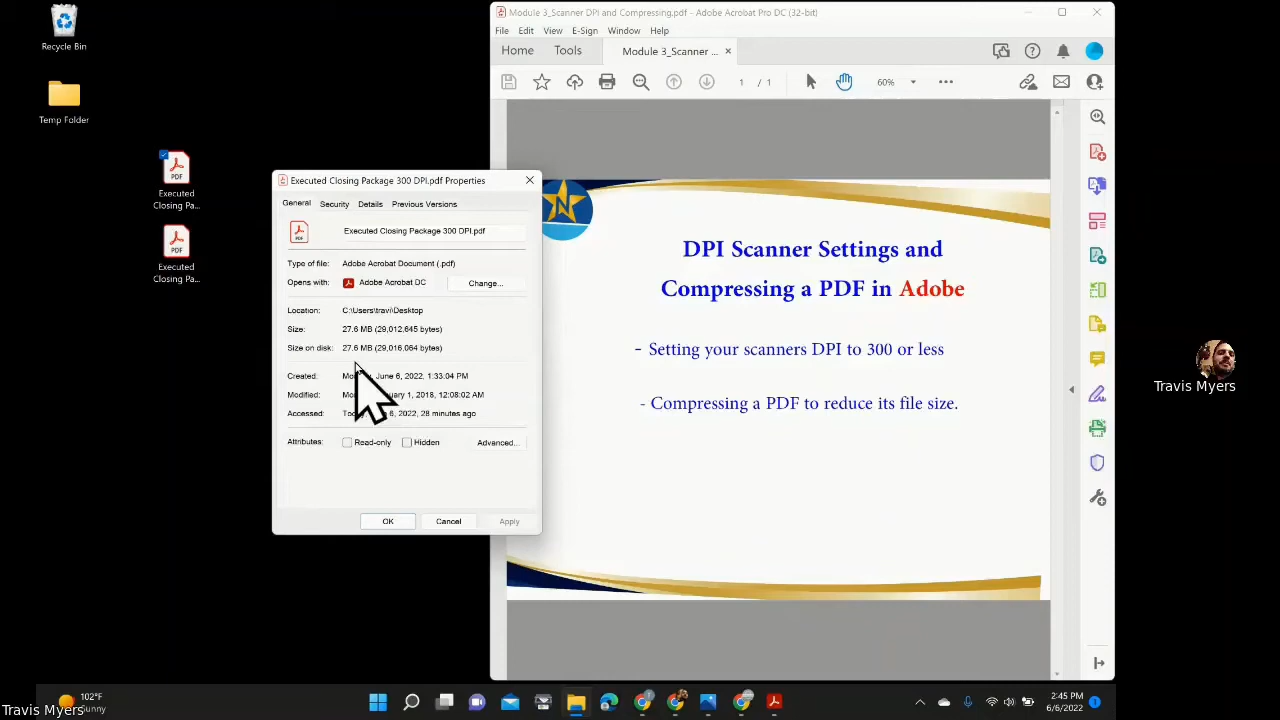 Recycle Bin
Temp Folder
Executed
Closing Pa...
Executed
Closing Pa...
Module 3_Scanner DPI and Compressing.pdf - Adobe Acrobat Pro DC (32-bit)
File Edit View E-Sign Window Help
Home Tools Module 3_Scanner ... ×
1 / 1 60%
Executed Closing Package 300 DPI.pdf Properties
General Security Details Previous Versions
PDF
Executed Closing Package 300 DPI.pdf
Type of file: Adobe Acrobat Document (.pdf)
Opens with: Adobe Acrobat DC Change...
Location: C:\Users\travi\Desktop
Size: 27.6 MB (29,012,645 bytes)
Size on disk: 27.6 MB (29,016,064 bytes)
Created: June 6, 2022, 1:33:04 PM
Modified: 1, 2018, 12:08:02 AM
Accessed: 6, 2022, 28 minutes ago
Attributes: Read-only Hidden Advanced...
OK Cancel Apply
N
DPI Scanner Settings and
Compressing a PDF in Adobe
- Setting your scanners DPI to 300 or less
- Compressing a PDF to reduce its file size.
Travis Myers
102°F
Sunny
Travis Myers
2:45 PM
6/6/2022
1